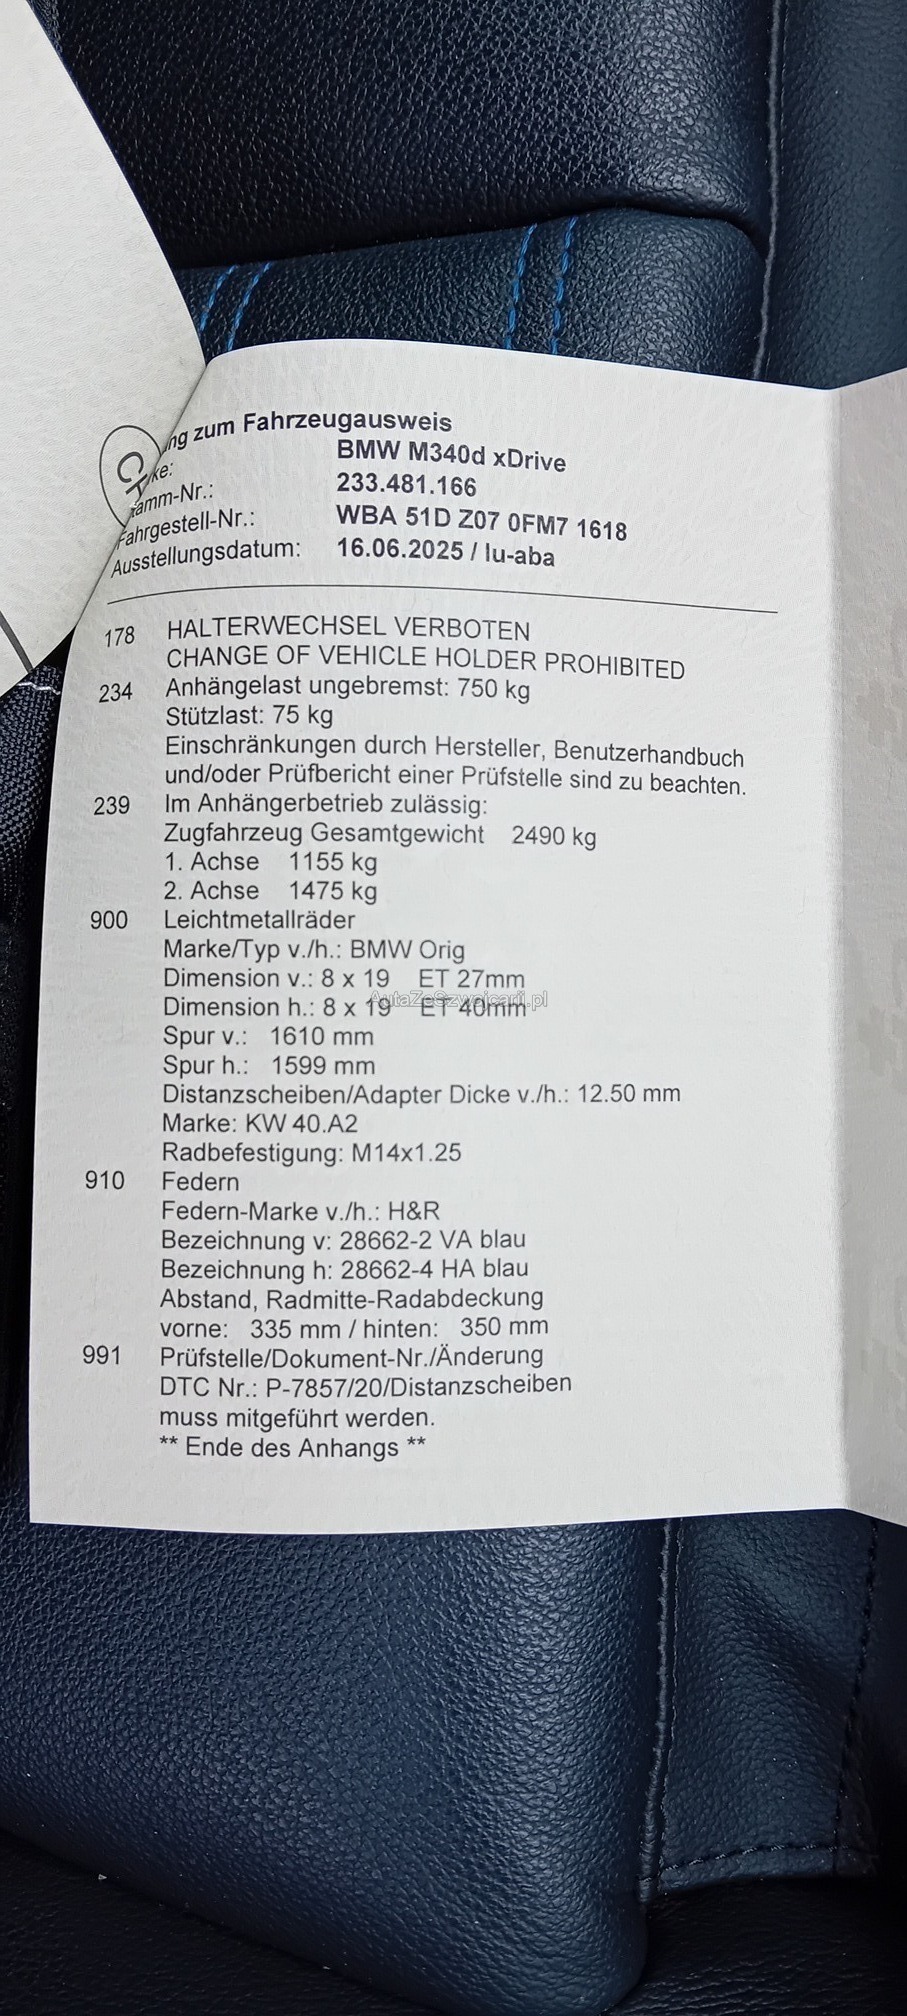 zum Fahrzeugausweis
BMW M340d xDrive
233.481.166
Fahrgestell-Nr.: WBA 51D Z07 0FM7 1618
Ausstellungsdatum: 16.06.2025 / lu-aba
178 HALTERWECHSEL VERBOTEN
CHANGE OF VEHICLE HOLDER PROHIBITED
234 Anhängelast ungebremst: 750 kg
Stützlast: 75 kg
Einschränkungen durch Hersteller, Benutzerhandbuch
und/oder Prüfbericht einer Prüfstelle sind zu beachten.
239 Im Anhängerbetrieb zulässig:
Zugfahrzeug Gesamtgewicht 2490 kg
1. Achse 1155 kg
2. Achse 1475 kg
900 Leichtmetallräder
Marke/Typ v./h.: BMW Orig
Dimension v.: 8 x 19 ET 27mm
Dimension h.: 8 x 19 ET 40mm
AutaZeSzwajcarii.pl
Spur v.: 1610 mm
Spur h.: 1599 mm
Distanzscheiben/Adapter Dicke v./h.: 12.50 mm
Marke: KW 40.A2
Radbefestigung: M14x1.25
910 Federn
Federn-Marke v./h.: H&R
Bezeichnung v: 28662-2 VA blau
Bezeichnung h: 28662-4 HA blau
Abstand, Radmitte-Radabdeckung
vorne: 335 mm / hinten: 350 mm
991 Prüfstelle/Dokument-Nr./Änderung
DTC Nr.: P-7857/20/Distanzscheiben
muss mitgeführt werden.
** Ende des Anhangs **